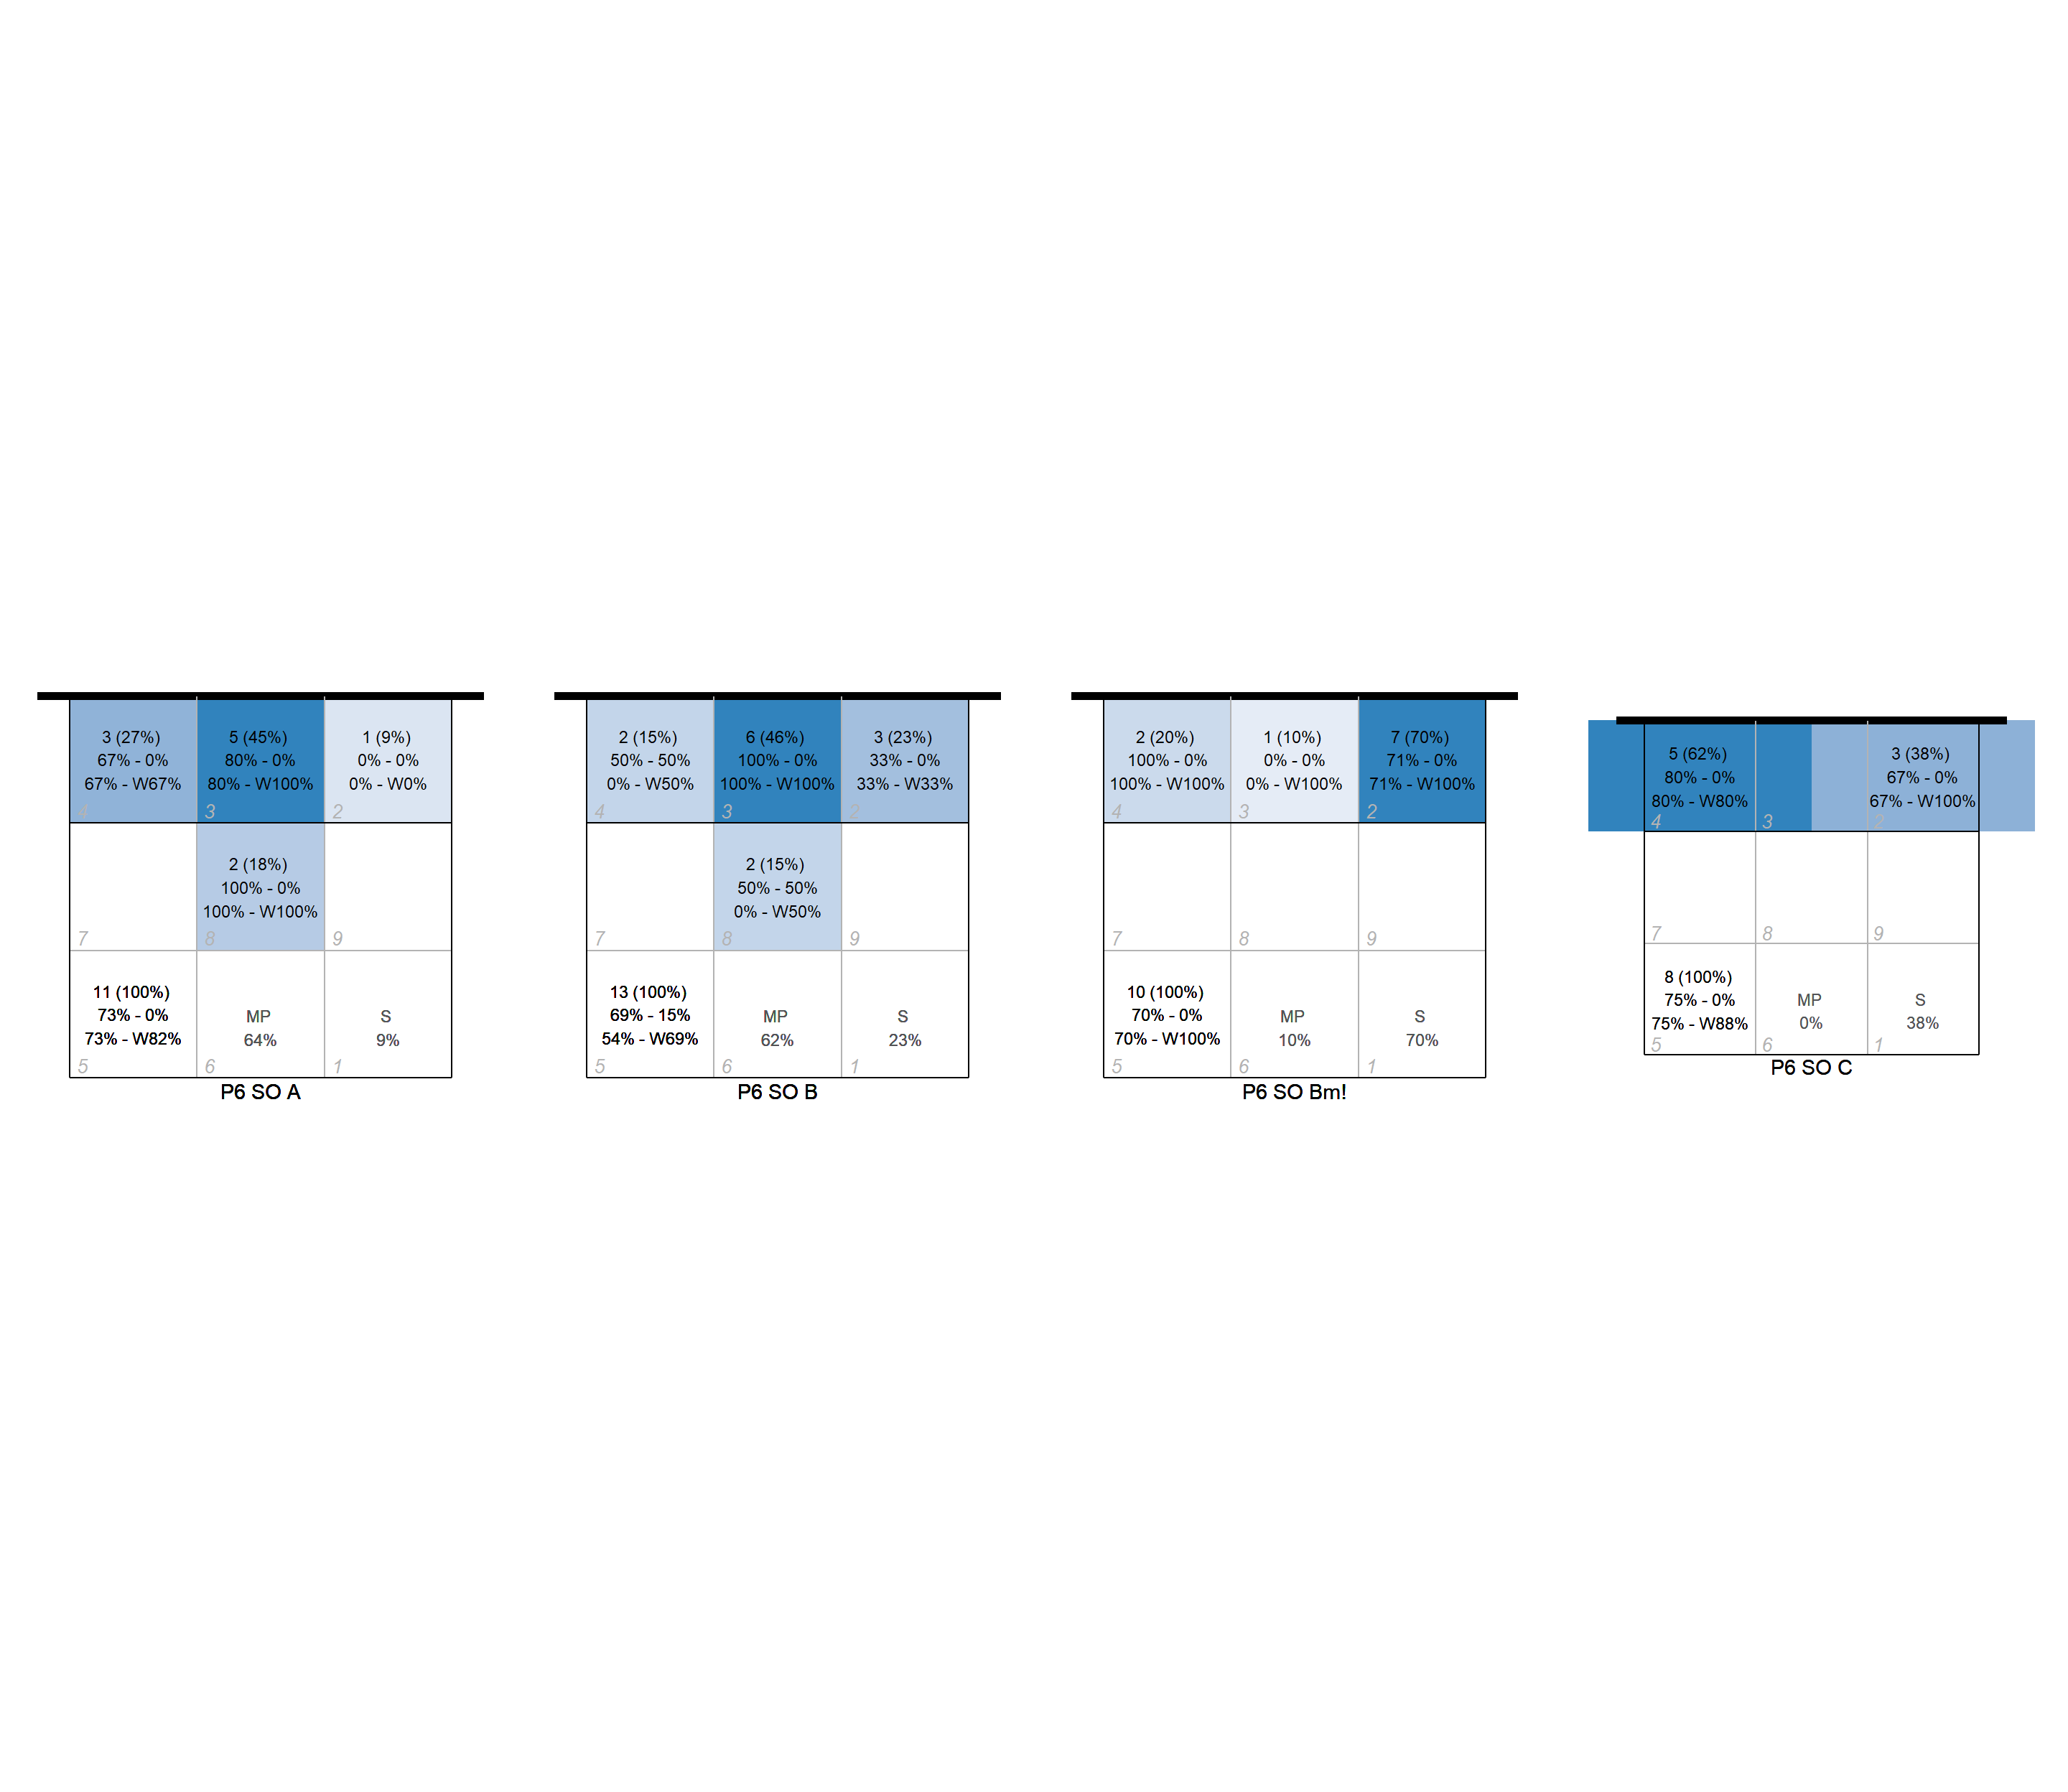 3 (27%)
67% - 0%
67% - W67%
4
5 (45%)
80% - 0%
80% - W100%
3
1 (9%)
0% - 0%
0% - W0%
2
7
2 (18%)
100% - 0%
100% - W100%
8
9
11 (100%)
73% - 0%
73% - W82%
5
MP
64%
6
S
9%
1
P6 SO A
2 (15%)
50% - 50%
0% - W50%
4
6 (46%)
100% - 0%
100% - W100%
3
3 (23%)
33% - 0%
33% - W33%
2
7
2 (15%)
50% - 50%
0% - W50%
8
9
13 (100%)
69% - 15%
54% - W69%
5
MP
62%
6
S
23%
1
P6 SO B
2 (20%)
100% - 0%
100% - W100%
4
1 (10%)
0% - 0%
0% - W100%
3
7 (70%)
71% - 0%
71% - W100%
2
7
8
9
10 (100%)
70% - 0%
70% - W100%
5
MP
10%
6
S
70%
1
P6 SO Bm!
5 (62%)
80% - 0%
80% - W80%
4
3
3 (38%)
67% - 0%
67% - W100%
2
7
8
9
8 (100%)
75% - 0%
75% - W88%
5
MP
0%
6
S
38%
1
P6 SO C